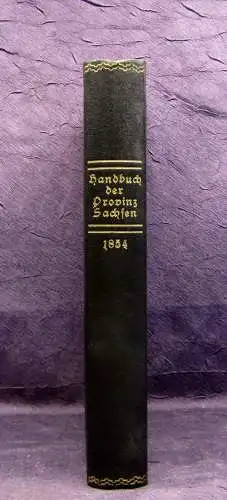 Handbuch
der
Provinz
Sachsen
1854